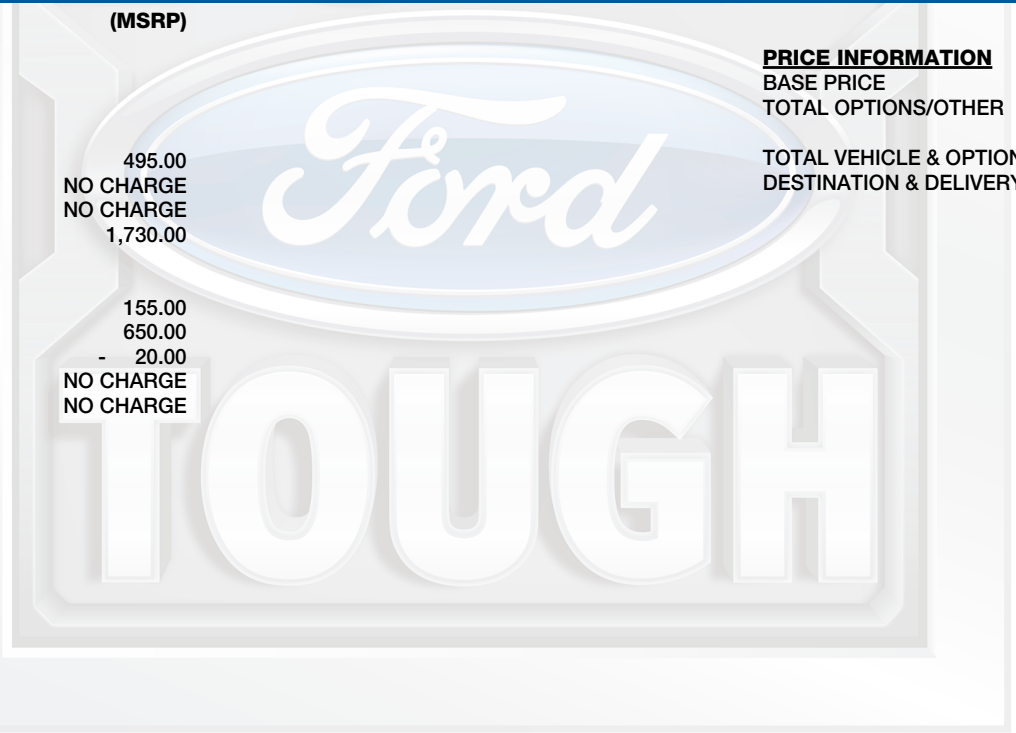 (MSRP)
495.00
NO CHARGE
NO CHARGE
1,730.00
155.00
650.00
- 20.00
NO CHARGE
NO CHARGE
PRICE INFORMATION
BASE PRICE
TOTAL OPTIONS/OTHER
TOTAL VEHICLE & OPTION
DESTINATION & DELIVERY
Ford
TOUGH